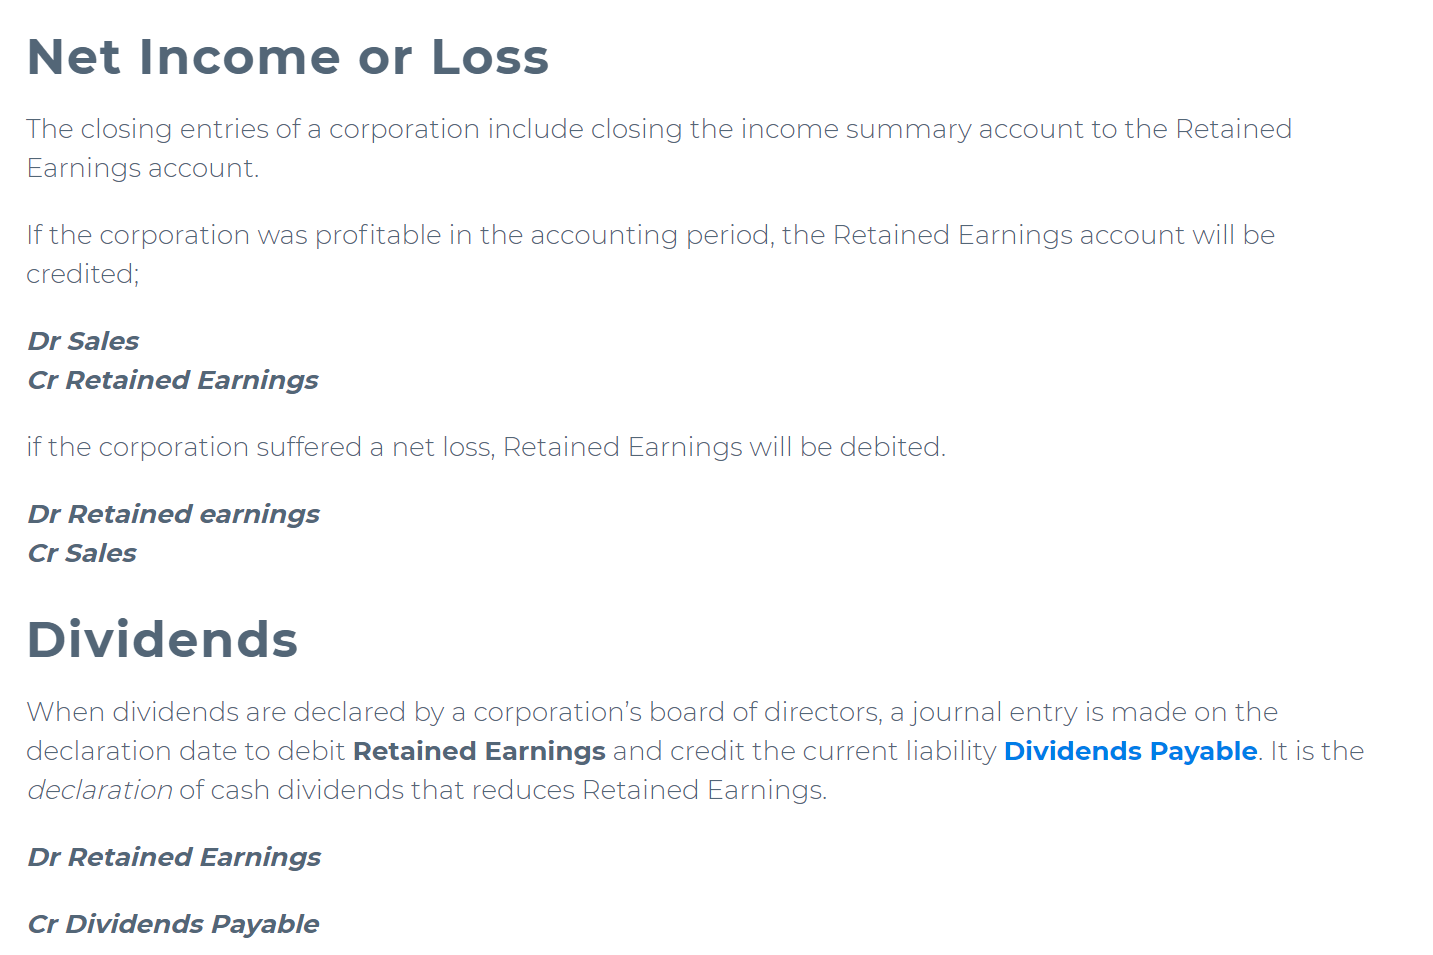 Net Income or Loss
The closing entries of a corporation include closing the income summary account to the Retained
Earnings account.
If the corporation was profitable in the accounting period, the Retained Earnings account will be
credited;
Dr Sales
Cr Retained Earnings
if the corporation suffered a net loss, Retained Earnings will be debited.
Dr Retained earnings
Cr Sales
Dividends
When dividends are declared by a corporation’s board of directors, a journal entry is made on the
declaration date to debit Retained Earnings and credit the current liability Dividends Payable. It is the
declaration of cash dividends that reduces Retained Earnings.
Dr Retained Earnings
Cr Dividends Payable